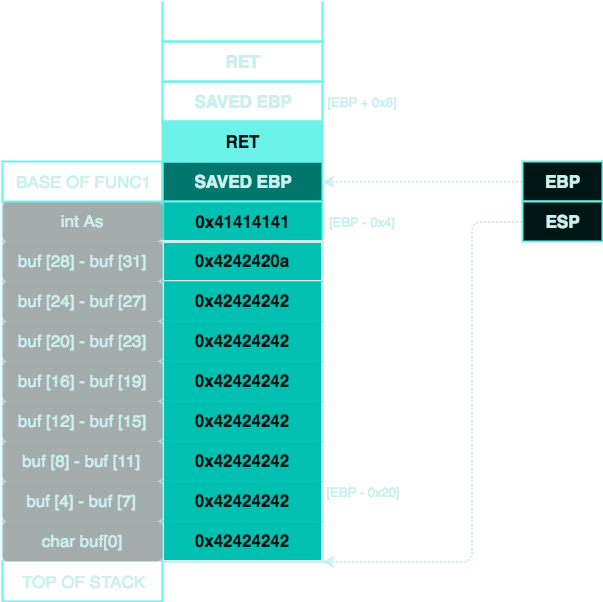 RET
SAVED EBP [EBP + 0x8]
RET
BASE OF FUNC1 SAVED EBP EBP
int As 0x41414141 [EBP - 0x4] ESP
buf [28] - buf [31] 0x4242420a
buf [24] - buf [27] 0x42424242
buf [20] - buf [23] 0x42424242
buf [16] - buf [19] 0x42424242
buf [12] - buf [15] 0x42424242
buf [8] - buf [11] 0x42424242
buf [4] - buf [7] 0x42424242 [EBP - 0x20]
char buf[0] 0x42424242
TOP OF STACK